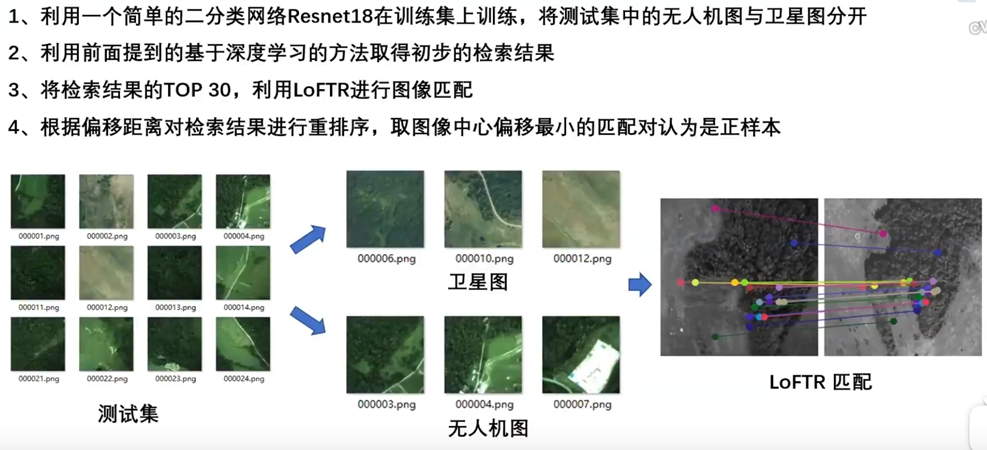 1、利用一个简单的二分类网络Resnet18在训练集上训练，将测试集中的无人机图与卫星图分开
2、利用前面提到的基于深度学习的方法取得初步的检索结果
3、将检索结果的TOP 30，利用LoFTR进行图像匹配
4、根据偏移距离对检索结果进行重排序，取图像中心偏移最小的匹配对认为是正样本
000001.png 000002.png 000003.png 000004.png
000011.png 000012.png 000013.png 000014.png
000021.png 000022.png 000023.png 000024.png
测试集
000006.png 000010.png 000012.png
卫星图
000003.png 000004.png 000007.png
无人机图
LoFTR 匹配